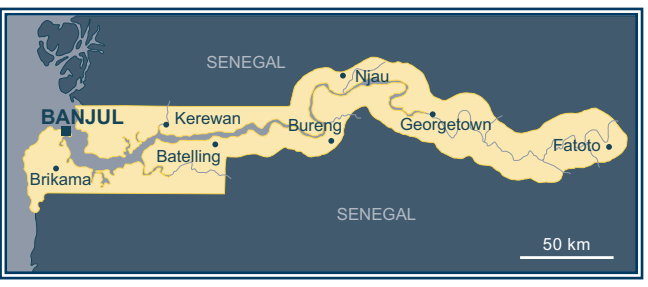 SENEGAL
Njau
BANJUL
Kerewan
Bureng
Georgetown
Batelling
Fatoto
Brikama
SENEGAL
50 km